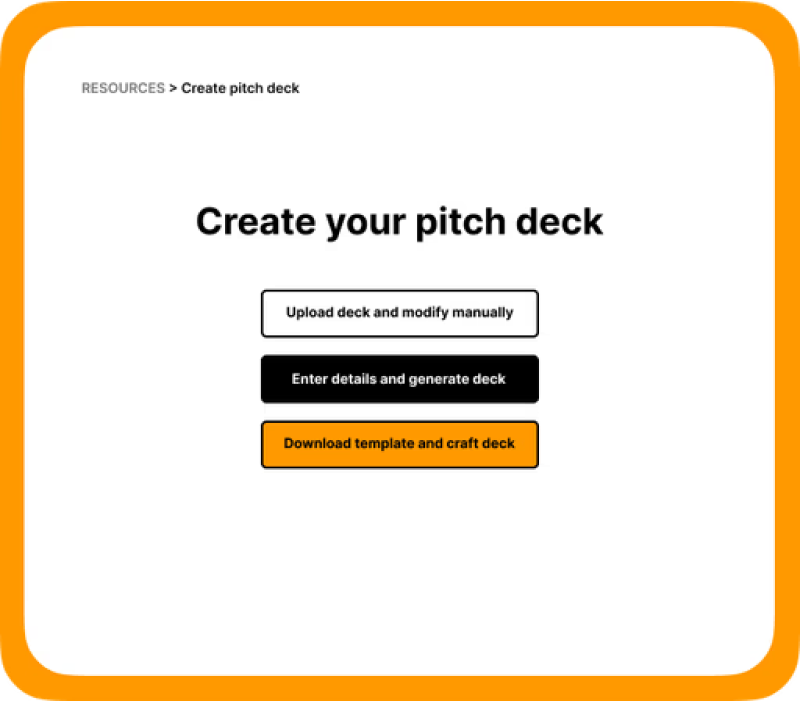 RESOURCES > Create pitch deck
Create your pitch deck
Upload deck and modify manually
Enter details and generate deck
Download template and craft deck